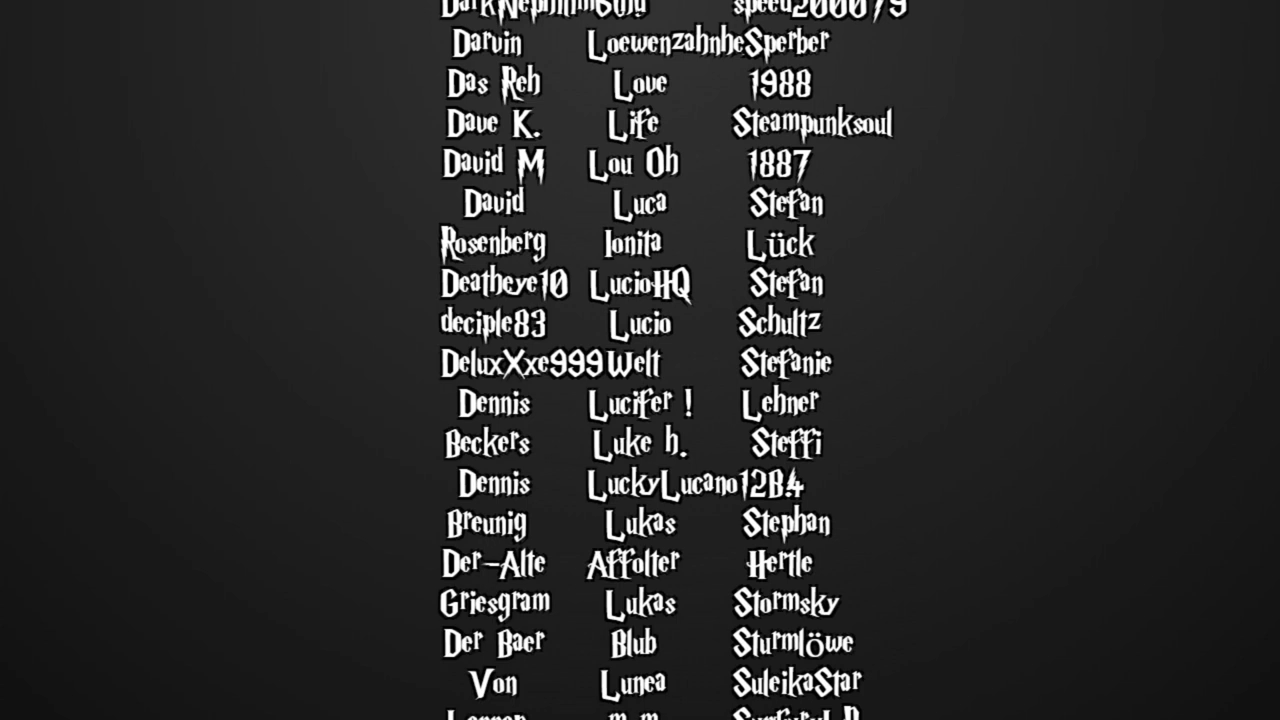 Darvin LoewenzahnheSperber
Das Reh Love 1988
Dave K. Life Steampunksoul
David M Lou Oh 1887
David Luca Stefan
Rosenberg Ionita Lück
Deatheye10 LucioHQ Stefan
deciple83 Lucio Schultz
DeluxXxe999 Welt Stefanie
Dennis Lucifer ! Lehner
Beckers Luke h. Steffi
Dennis LuckyLucano12B4
Breunig Lukas Stephan
Der-Alte Affolter Hertle
Griesgram Lukas Stormsky
Der Baer Blub Sturmlöwe
Von Lunea SuleikaStar